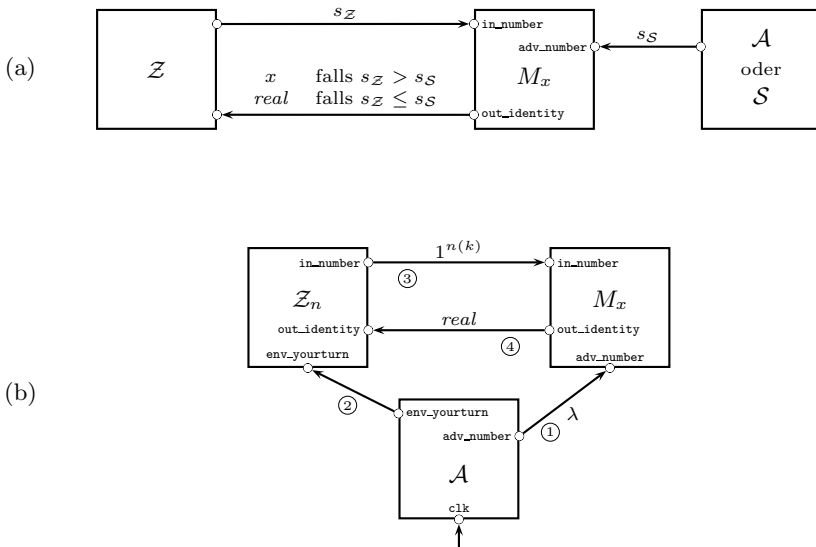 (a)
𝒵
s_𝒵
in_number
adv_number
M_x
out_identity
s_𝒮
𝒜
oder
𝒮
x falls s_𝒵 > s_𝒮
real falls s_𝒵 ≤ s_𝒮
(b)
in_number
𝒵_n
out_identity
env_yourturn
1^{n(k)}
③
real
④
in_number
M_x
out_identity
adv_number
②
① λ
env_yourturn
adv_number
𝒜
clk